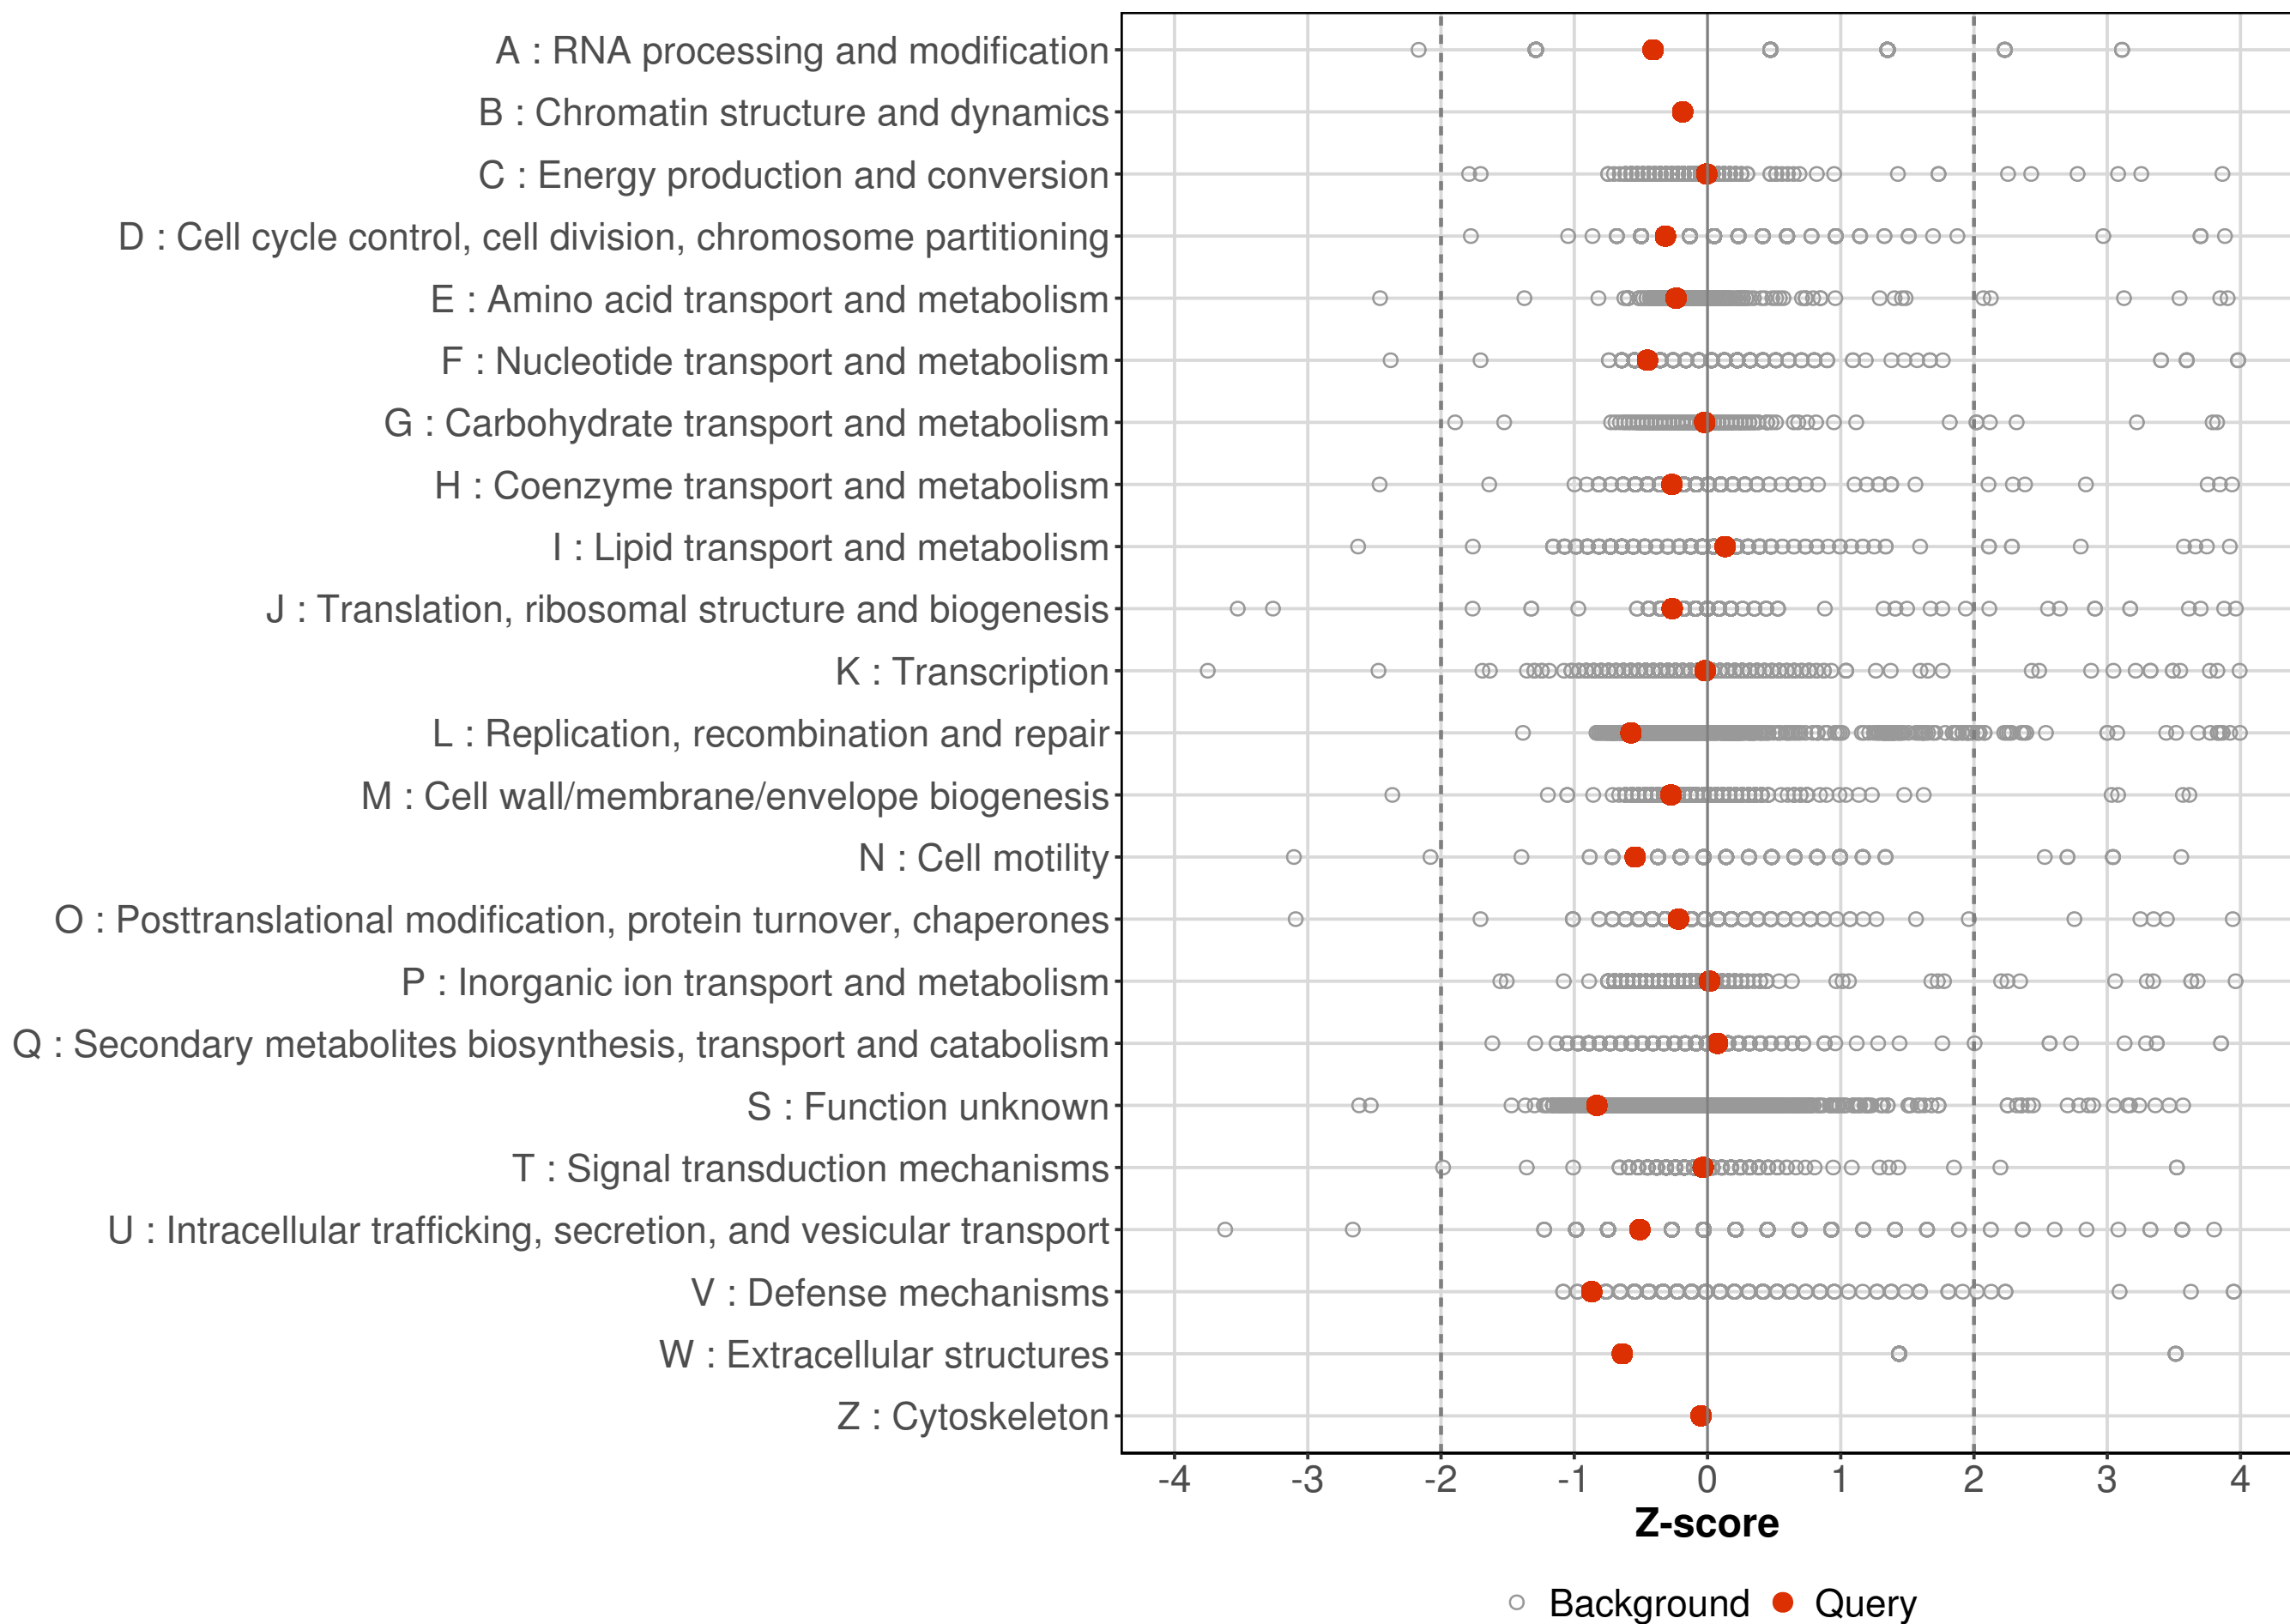 A : RNA processing and modification
B : Chromatin structure and dynamics
C : Energy production and conversion
D : Cell cycle control, cell division, chromosome partitioning
E : Amino acid transport and metabolism
F : Nucleotide transport and metabolism
G : Carbohydrate transport and metabolism
H : Coenzyme transport and metabolism
I : Lipid transport and metabolism
J : Translation, ribosomal structure and biogenesis
K : Transcription
L : Replication, recombination and repair
M : Cell wall/membrane/envelope biogenesis
N : Cell motility
O : Posttranslational modification, protein turnover, chaperones
P : Inorganic ion transport and metabolism
Q : Secondary metabolites biosynthesis, transport and catabolism
S : Function unknown
T : Signal transduction mechanisms
U : Intracellular trafficking, secretion, and vesicular transport
V : Defense mechanisms
W : Extracellular structures
Z : Cytoskeleton
-4 -3 -2 -1 0 1 2 3 4
Z-score
Background Query